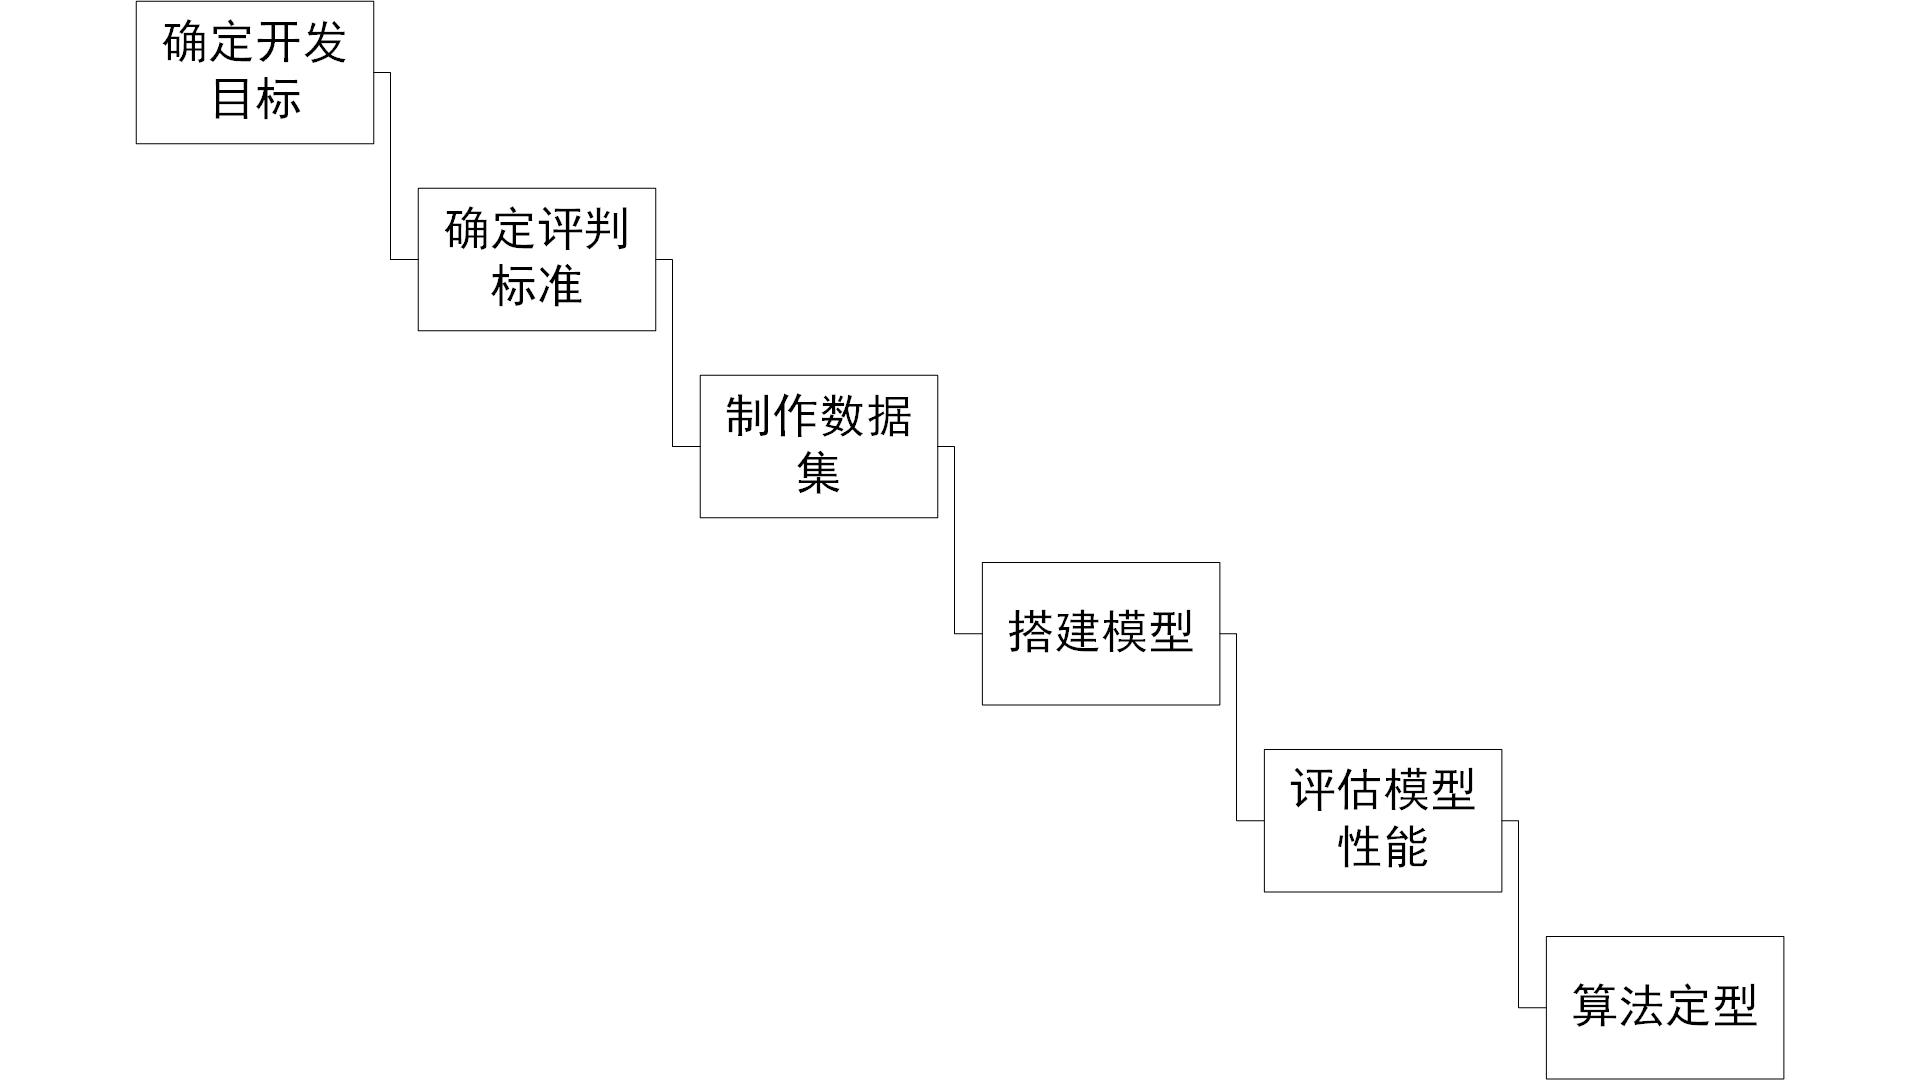 确定开发
目标
确定评判
标准
制作数据
集
搭建模型
评估模型
性能
算法定型